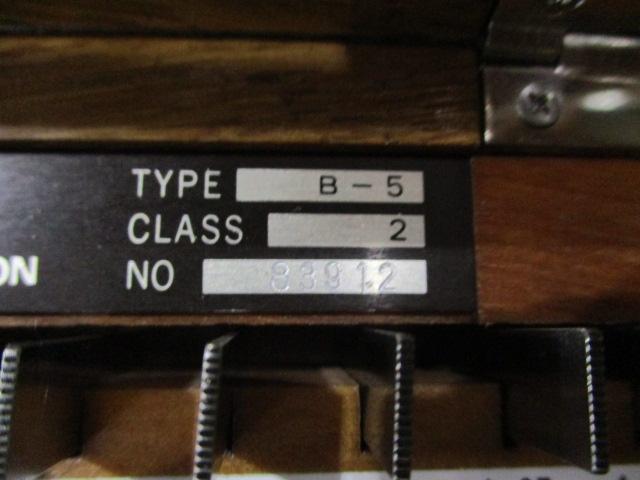 TYPE B-5
CLASS 2
ON NO 83912